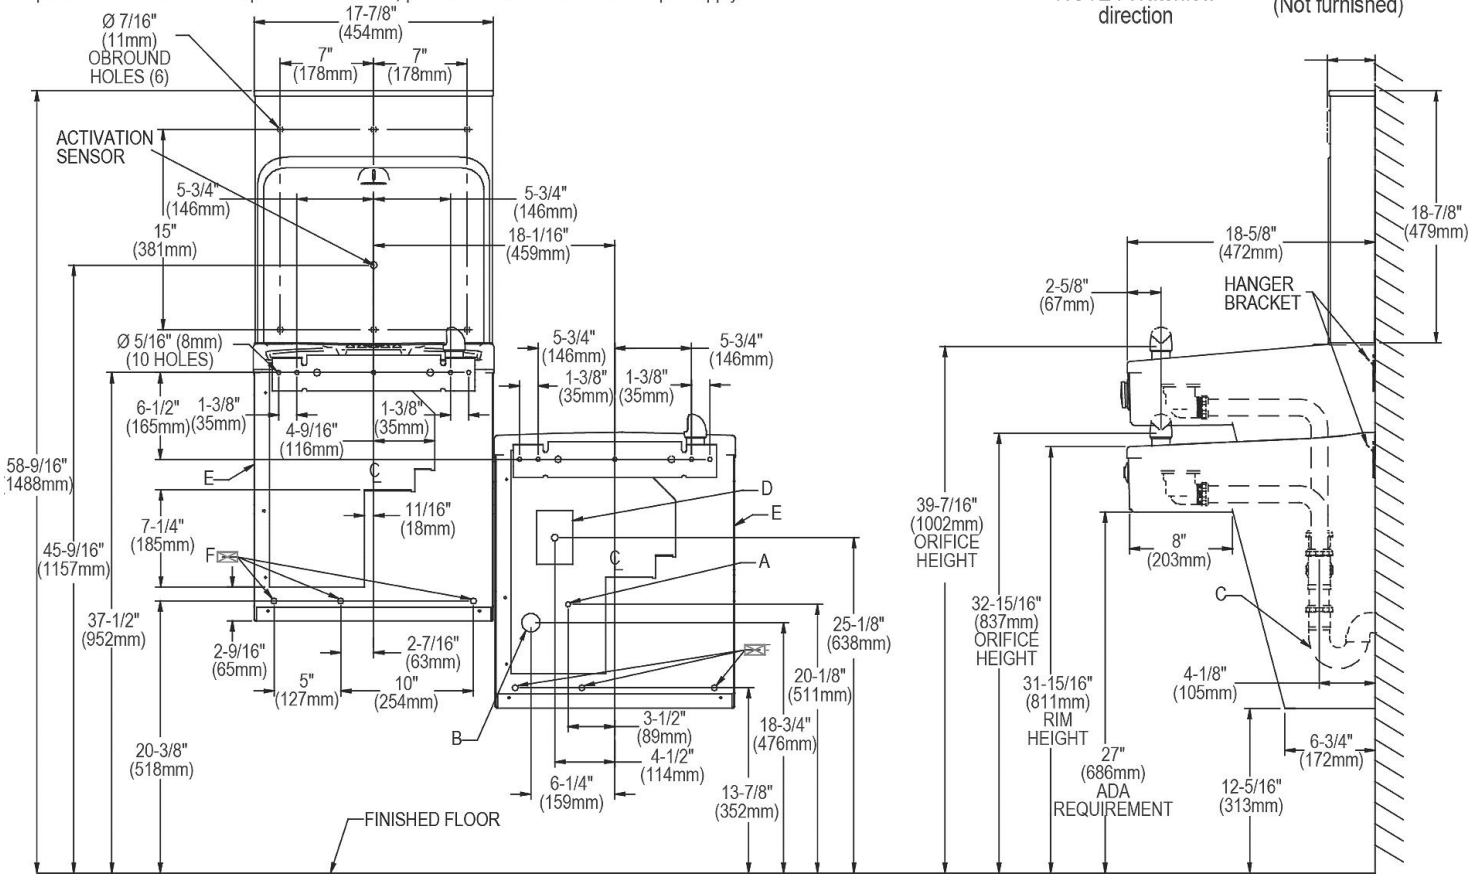 direction
(Not furnished)
17-7/8"
(454mm)
Ø 7/16"
(11mm)
OBROUND
HOLES (6)
7"
(178mm)
7"
(178mm)
ACTIVATION
SENSOR
5-3/4"
(146mm)
5-3/4"
(146mm)
15"
(381mm)
18-1/16"
(459mm)
Ø 5/16" (8mm)
(10 HOLES)
5-3/4"
(146mm)
5-3/4"
(146mm)
1-3/8"
(35mm)
1-3/8"
(35mm)
6-1/2"
(165mm)
1-3/8"
(35mm)
1-3/8"
(35mm)
4-9/16"
(116mm)
C
L
58-9/16"
(1488mm)
E
11/16"
(18mm)
7-1/4"
(185mm)
D
E
45-9/16"
(1157mm)
F
C
L
A
37-1/2"
(952mm)
2-9/16"
(65mm)
2-7/16"
(63mm)
25-1/8"
(638mm)
5"
(127mm)
10"
(254mm)
20-1/8"
(511mm)
B
3-1/2"
(89mm)
18-3/4"
(476mm)
20-3/8"
(518mm)
4-1/2"
(114mm)
6-1/4"
(159mm)
13-7/8"
(352mm)
FINISHED FLOOR
18-7/8"
(479mm)
18-5/8"
(472mm)
2-5/8"
(67mm)
HANGER
BRACKET
39-7/16"
(1002mm)
ORIFICE
HEIGHT
8"
(203mm)
32-15/16"
(837mm)
ORIFICE
HEIGHT
C
31-15/16"
(811mm)
RIM
HEIGHT
4-1/8"
(105mm)
27"
(686mm)
ADA
REQUIREMENT
6-3/4"
(172mm)
12-5/16"
(313mm)